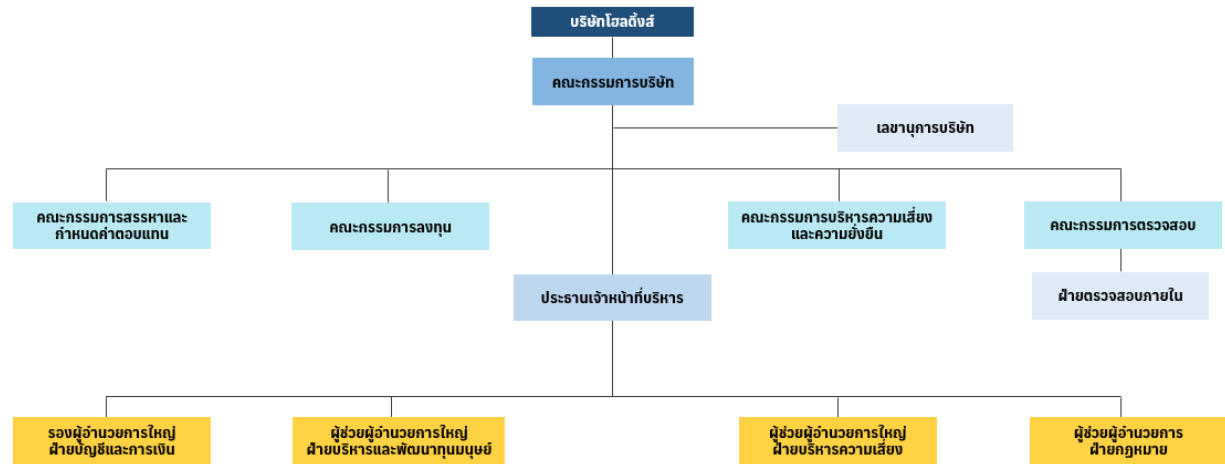 บริษัทโฮลดิ้งส์
คณะกรรมการบริษัท
เลขานุการบริษัท
คณะกรรมการสรรหาและ
กำหนดค่าตอบแทน
คณะกรรมการลงทุน
คณะกรรมการบริหารความเสี่ยง
และความยั่งยืน
คณะกรรมการตรวจสอบ
ประธานเจ้าหน้าที่บริหาร
ฝ่ายตรวจสอบภายใน
รองผู้อำนวยการใหญ่
ฝ่ายบัญชีและการเงิน
ผู้ช่วยผู้อำนวยการใหญ่
ฝ่ายบริหารและพัฒนาทุนมนุษย์
ผู้ช่วยผู้อำนวยการใหญ่
ฝ่ายบริหารความเสี่ยง
ผู้ช่วยผู้อำนวยการ
ฝ่ายกฎหมาย